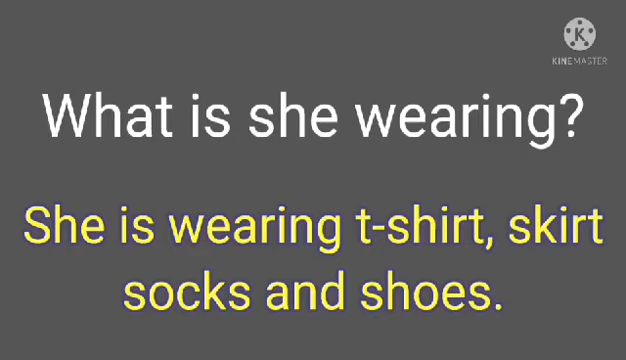 K
KINEMASTER
What is she wearing?
She is wearing t-shirt, skirt
socks and shoes.